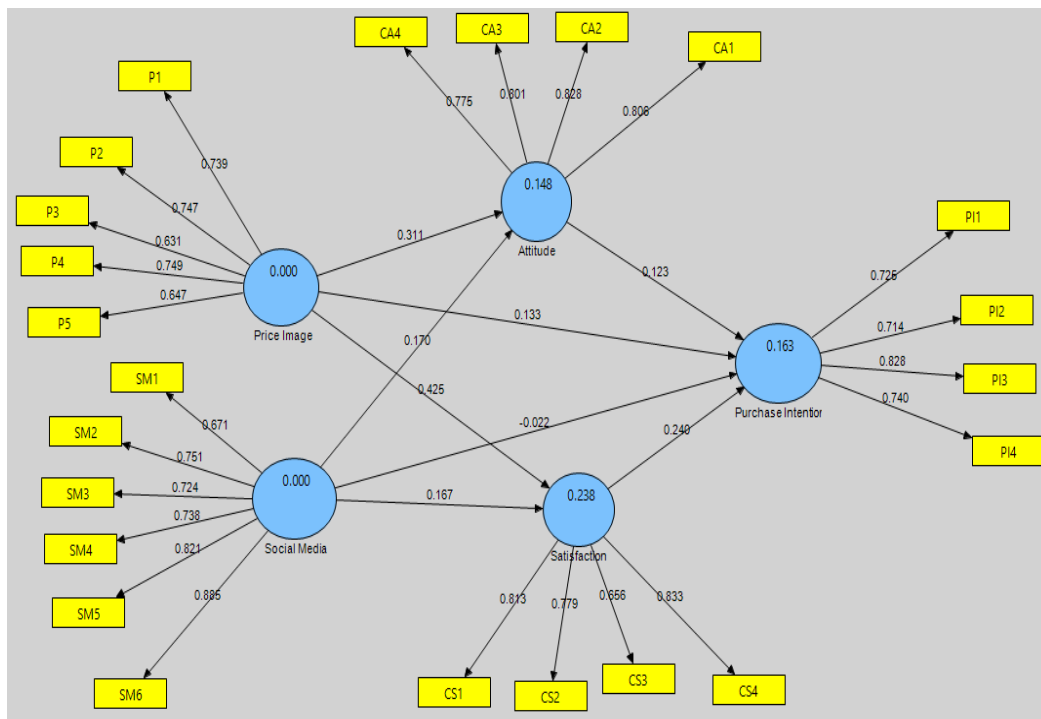 CA4
CA3
CA2
CA1
0.775
0.801
0.828
0.806
P1
P2
P3
P4
P5
0.739
0.747
0.631
0.749
0.647
0.148
Attitude
0.000
Price Image
0.311
0.133
0.170
0.425
0.123
PI1
PI2
PI3
PI4
0.725
0.714
0.828
0.740
0.163
Purchase Intentior
SM1
SM2
SM3
SM4
SM5
SM6
0.671
0.751
0.724
0.738
0.821
0.885
0.000
Social Media
-0.022
0.167
0.240
0.238
Satisfaction
0.813
0.779
0.656
0.833
CS1
CS2
CS3
CS4